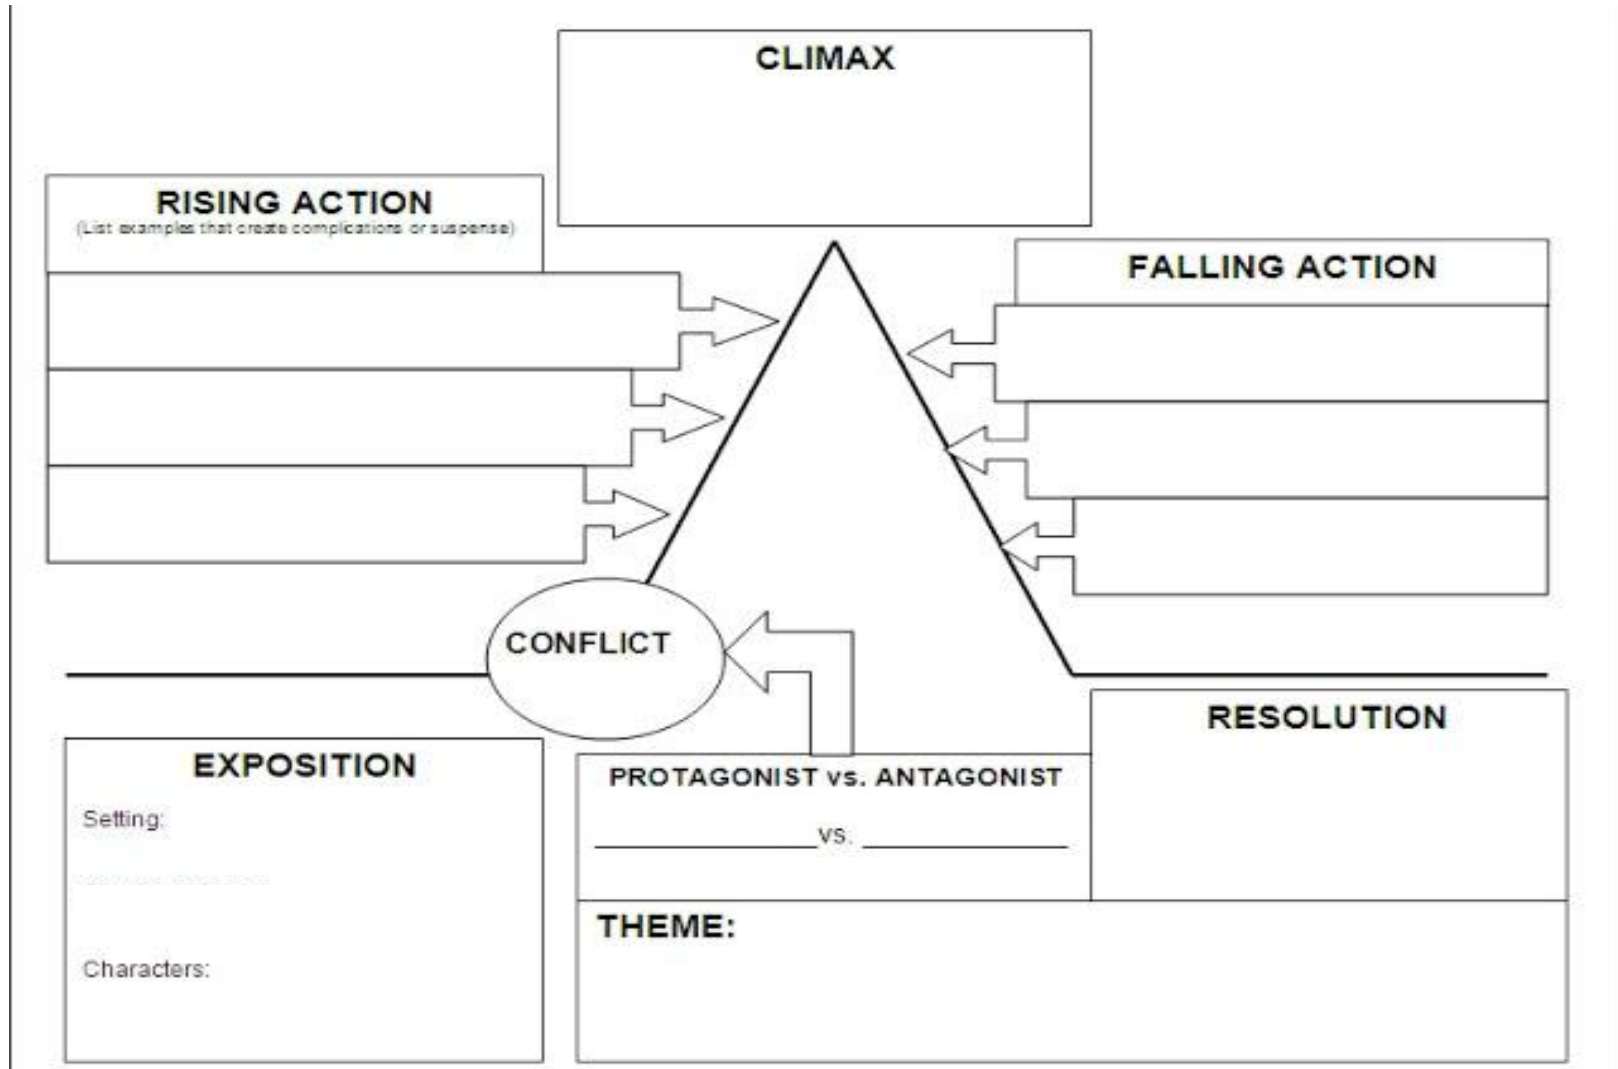 CLIMAX
RISING ACTION
(List examples that create complications or suspense)
FALLING ACTION
CONFLICT
EXPOSITION
Setting:
Characters:
PROTAGONIST vs. ANTAGONIST
vs.
RESOLUTION
THEME: